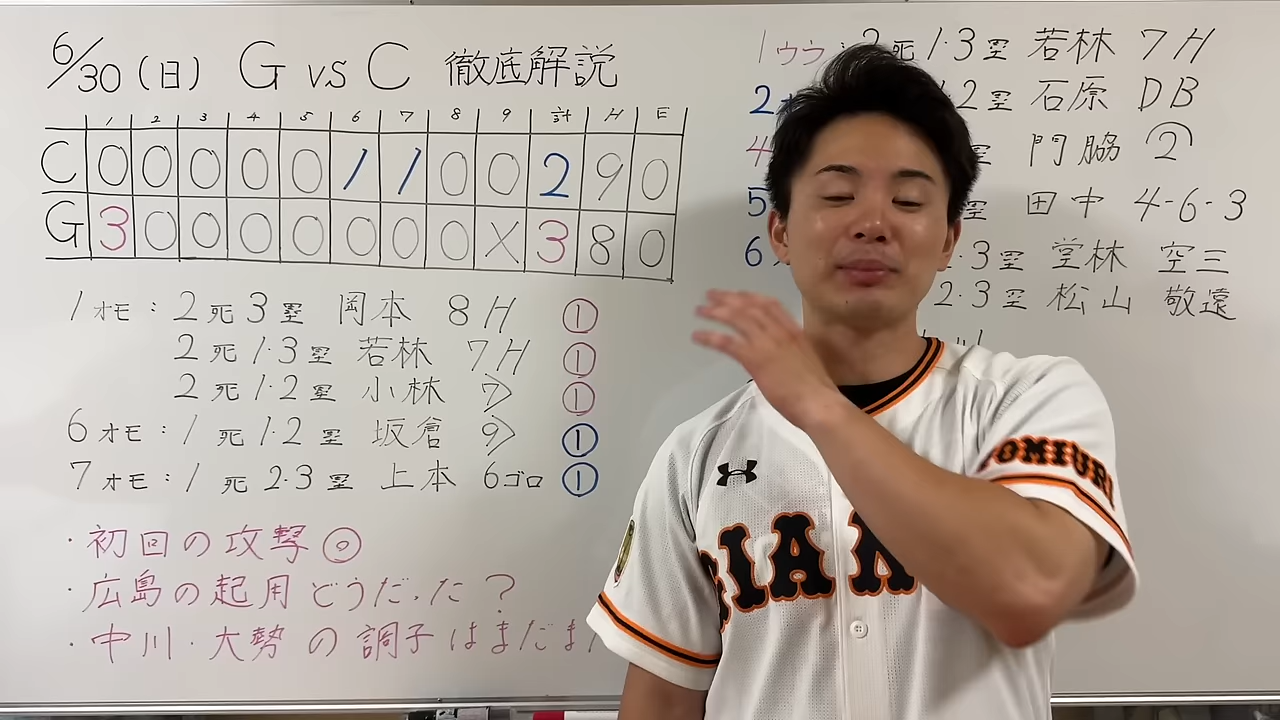 6/30(日) G vs C 徹底解説
1 2 3 4 5 6 7 8 9 計 H E
C 0 0 0 0 0 1 1 0 0 2 9 0
G 3 0 0 0 0 0 0 0 X 3 8 0
1オモ:2死3塁 岡本 8H ①
2死1·3塁 若林 7H ①
2死1·2塁 小林 7> ①
6オモ:1死1·2塁 坂倉 9> ①
7オモ:1死2·3塁 上本 6ゴロ ①
·初回の攻撃◎
·広島の起用どうだった?
·中川·大勢の調子はまだま
1ウラ:2死1·3塁 若林 7H
2 ·2塁 石原 DB
4 塁 門脇 ②
5 塁 田中 4-6-3
6 ·3塁 堂林 空三
2·3塁 松山 敬遠
YOMIURI
GIAN